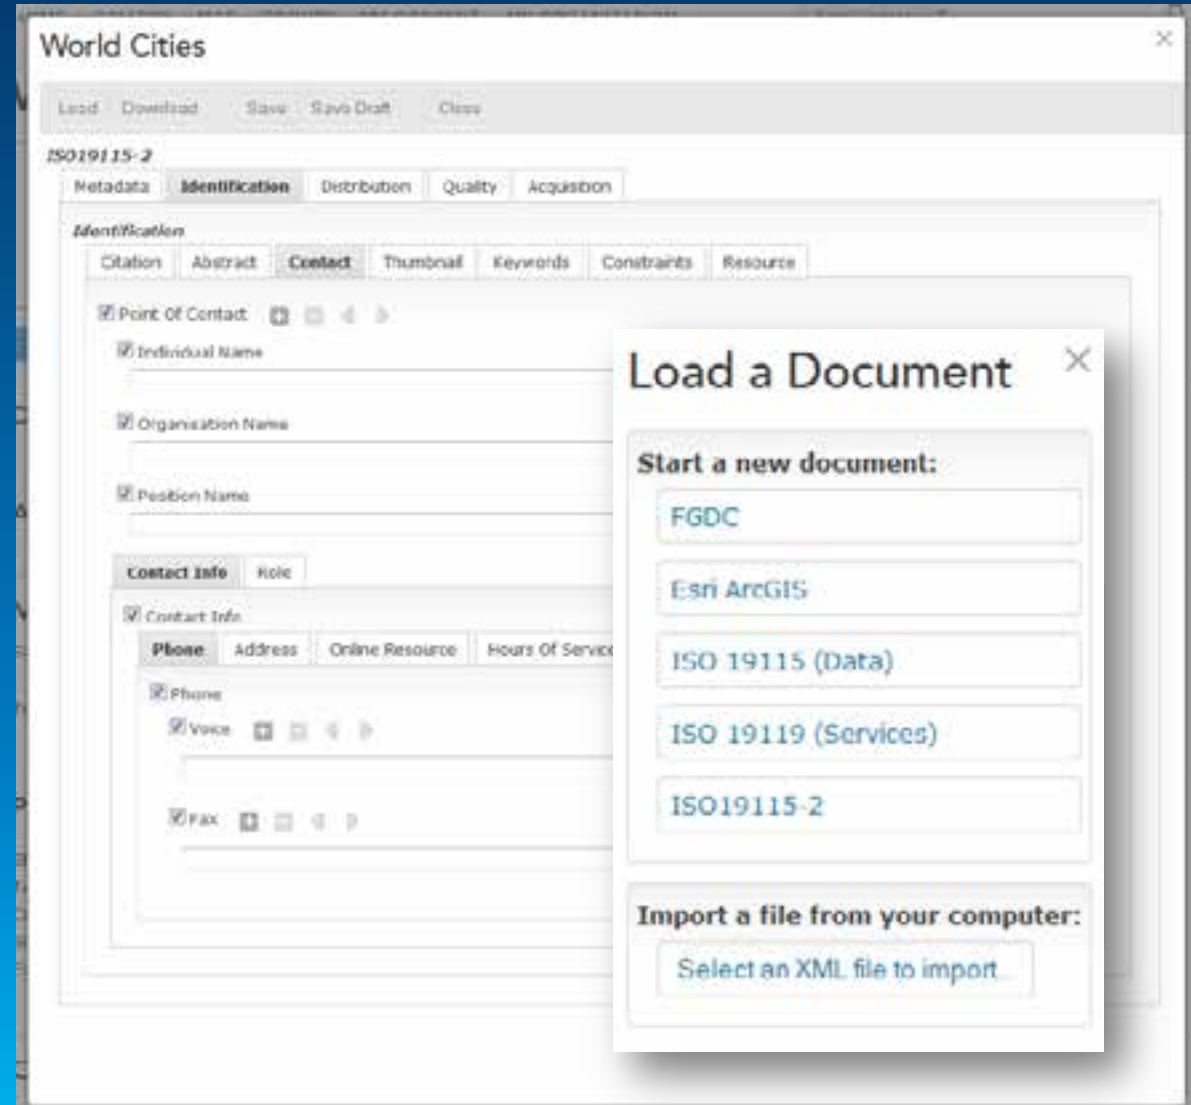 World Cities
Load Download Save Save Draft Close
ISO19115-2
Metadata Identification Distribution Quality Acquisition
Identification
Citation Abstract Contact Thumbnail Keywords Constraints Resource
Point Of Contact
Individual Name
Organisation Name
Position Name
Contact Info Role
Contact Info
Phone Address Online Resource Hours Of Service
Phone
Voice
Fax
Load a Document
Start a new document:
FGDC
Esri ArcGIS
ISO 19115 (Data)
ISO 19119 (Services)
ISO19115-2
Import a file from your computer:
Select an XML file to import